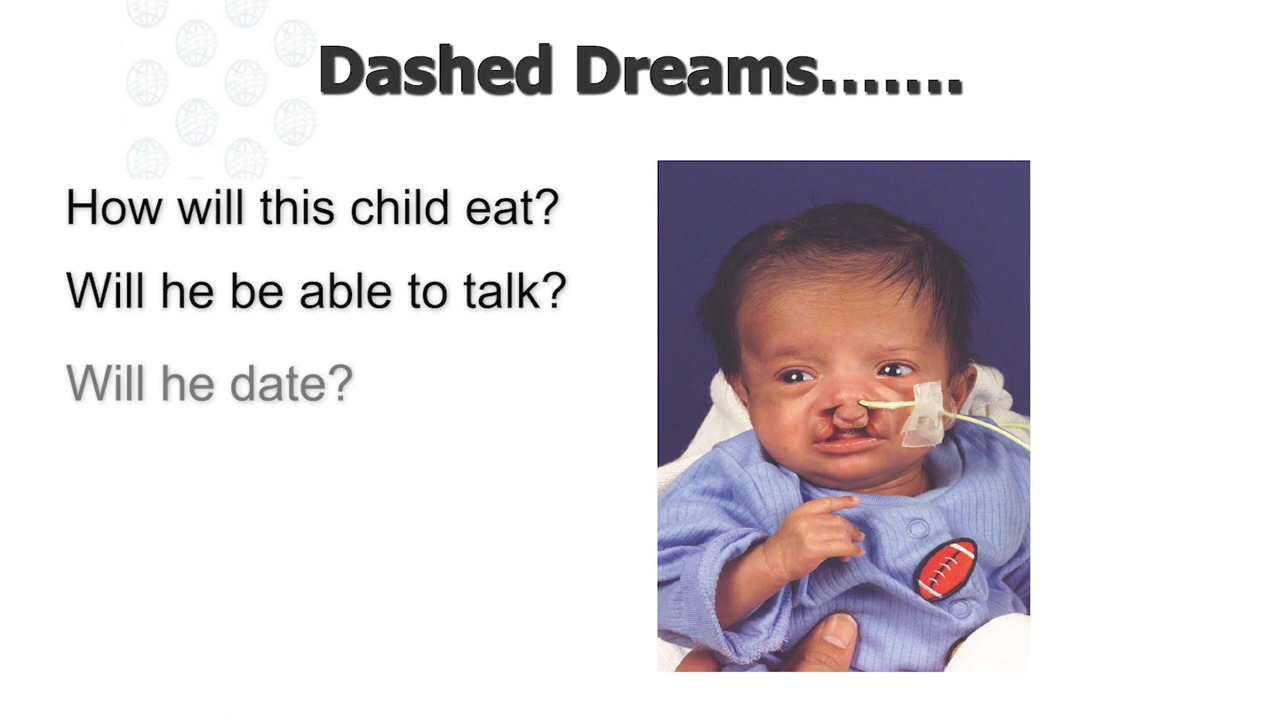 Dashed Dreams.......
How will this child eat?
Will he be able to talk?
Will he date?